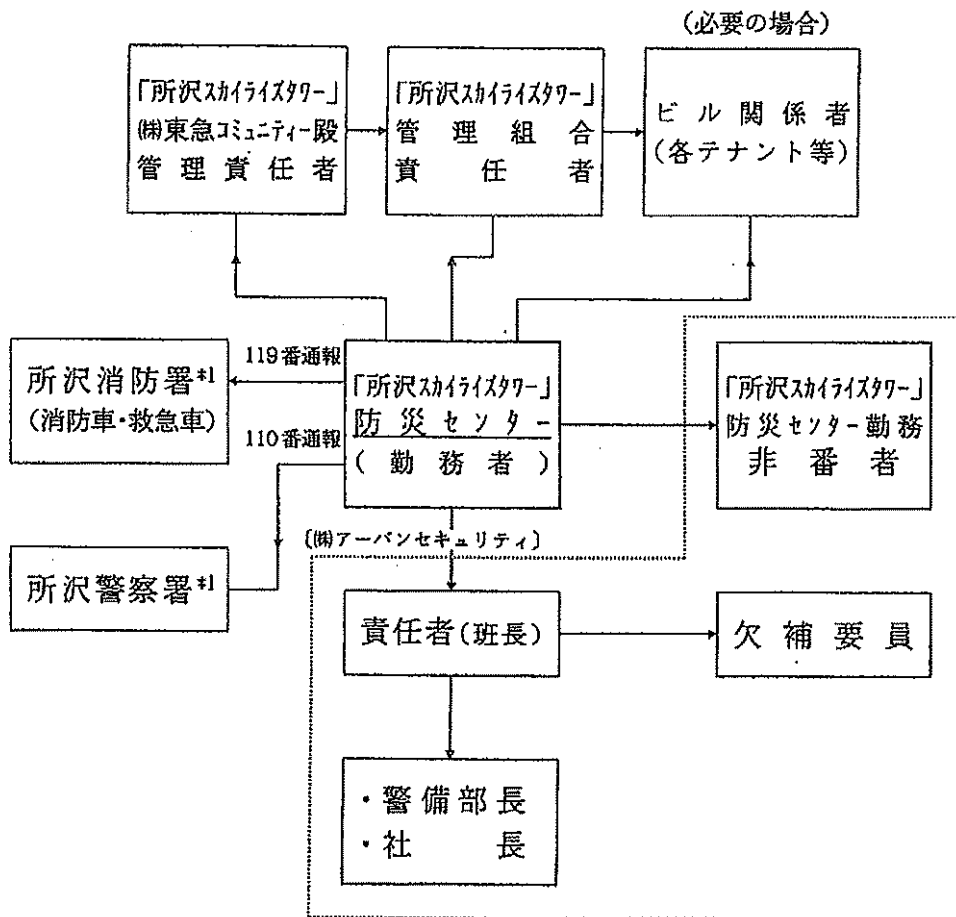 (必要の場合)
「所沢スカイライズタワー」
㈱東急コミュニティー殿
管理責任者
「所沢スカイライズタワー」
管理組合
責任者
ビル関係者
(各テナント等)
所沢消防署*1
(消防車・救急車)
119番通報
110番通報
「所沢スカイライズタワー」
防災センター
(勤務者)
「所沢スカイライズタワー」
防災センター勤務
非番者
所沢警察署*1
〔㈱アーバンセキュリティ〕
責任者(班長)
欠補要員
・警備部長
・社長